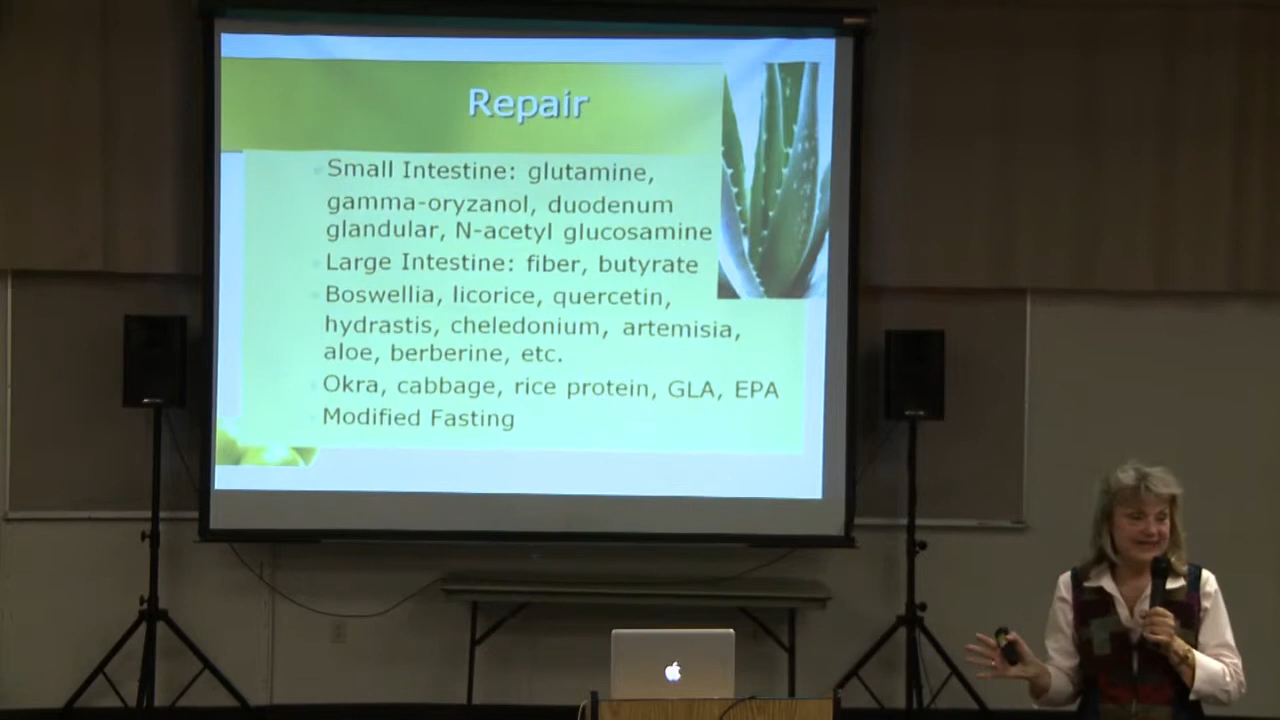 Repair
Small Intestine: glutamine,
gamma-oryzanol, duodenum
glandular, N-acetyl glucosamine
Large Intestine: fiber, butyrate
Boswellia, licorice, quercetin,
hydrastis, cheledonium, artemisia,
aloe, berberine, etc.
Okra, cabbage, rice protein, GLA, EPA
Modified Fasting